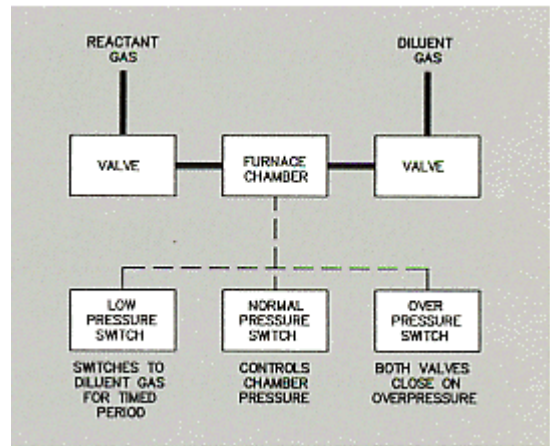 REACTANT
GAS
DILUENT
GAS
VALVE
FURNACE
CHAMBER
VALVE
LOW
PRESSURE
SWITCH
NORMAL
PRESSURE
SWITCH
OVER
PRESSURE
SWITCH
SWITCHES TO
DILUENT GAS
FOR TIMED
PERIOD
CONTROLS
CHAMBER
PRESSURE
BOTH VALVES
CLOSE ON
OVERPRESSURE